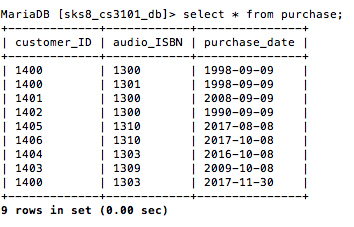 MariaDB [sks8_cs3101_db]> select * from purchase;
+-------------+------------+---------------+
| customer_ID | audio_ISBN | purchase_date |
+-------------+------------+---------------+
| 1400        | 1300       | 1998-09-09    |
| 1400        | 1301       | 1998-09-09    |
| 1401        | 1300       | 2008-09-09    |
| 1402        | 1300       | 1990-09-09    |
| 1405        | 1310       | 2017-08-08    |
| 1406        | 1310       | 2017-10-08    |
| 1404        | 1303       | 2016-10-08    |
| 1403        | 1309       | 2009-10-08    |
| 1400        | 1303       | 2017-11-30    |
+-------------+------------+---------------+
9 rows in set (0.00 sec)